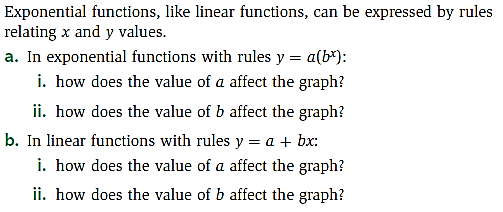 Exponential functions, like linear functions, can be expressed by rules
relating x and y values.
a. In exponential functions with rules y = a(bˣ):
i. how does the value of a affect the graph?
ii. how does the value of b affect the graph?
b. In linear functions with rules y = a + bx:
i. how does the value of a affect the graph?
ii. how does the value of b affect the graph?